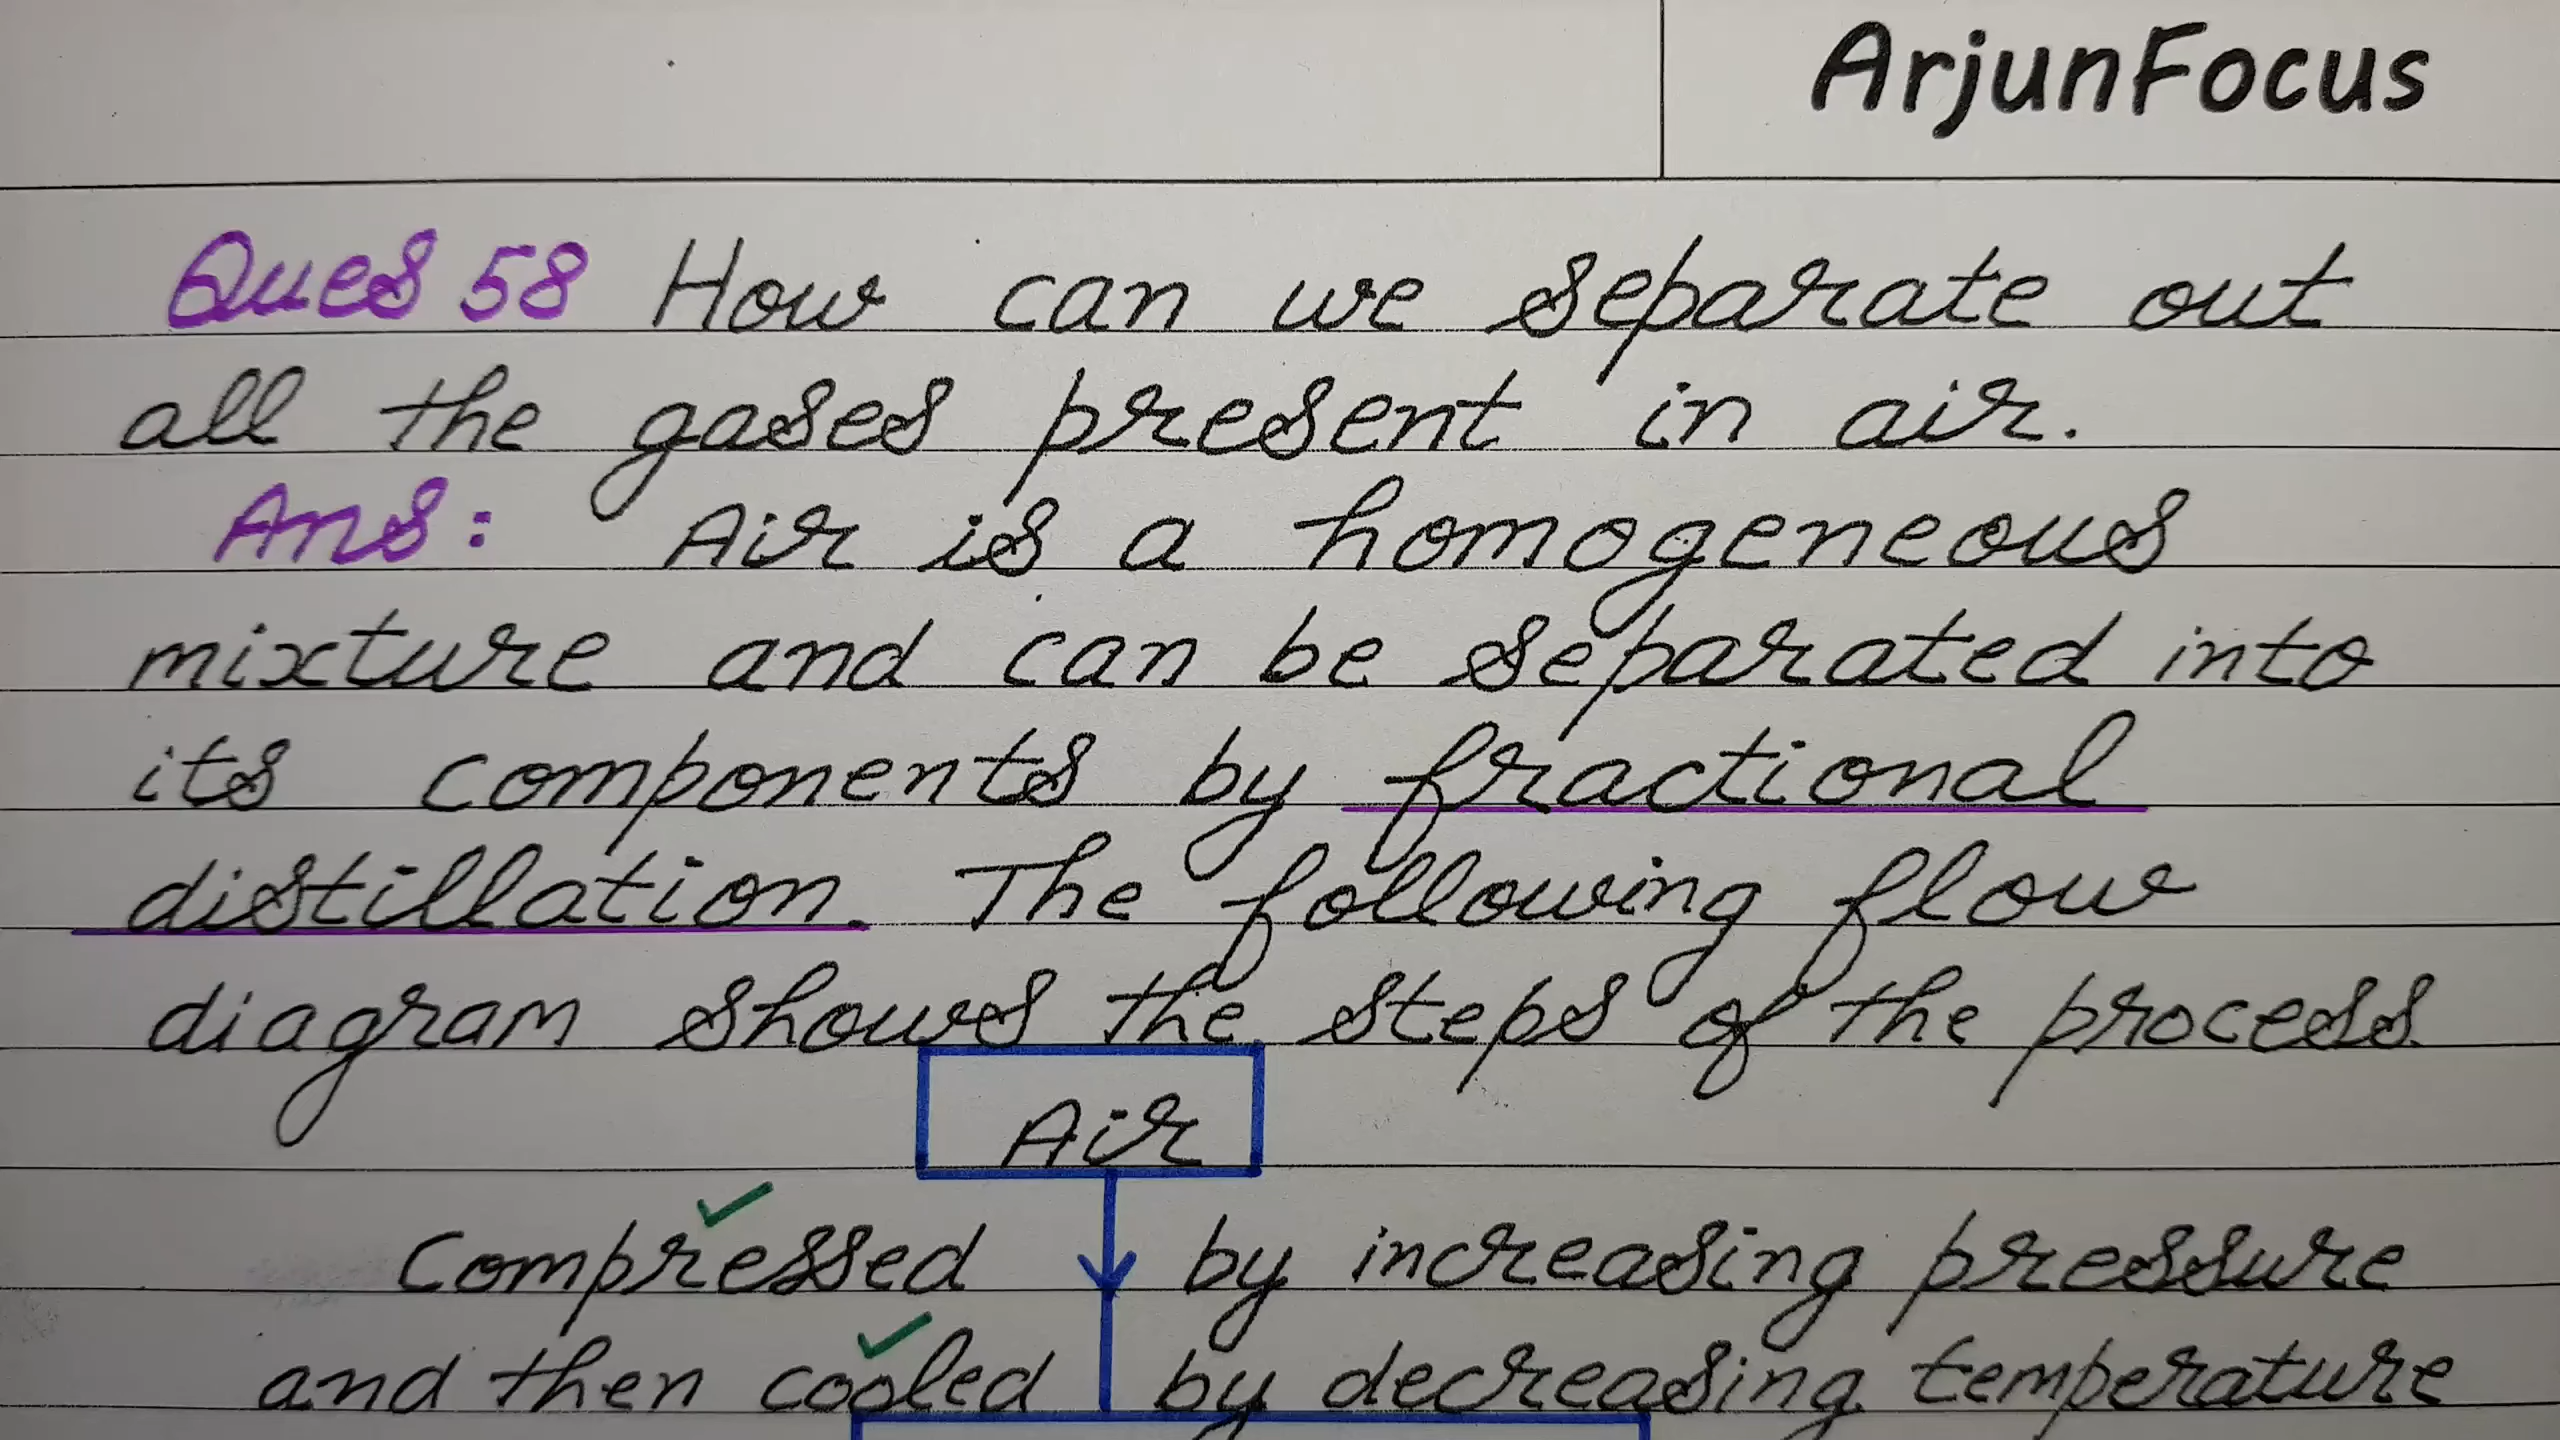 ArjunFocus
Ques 58 How can we separate out
all the gases present in air.
Ans: Air is a homogeneous
mixture and can be separated into
its components by fractional
distillation. The following flow
diagram shows the steps of the process.
Air
Compressed by increasing pressure
and then cooled by decreasing temperature